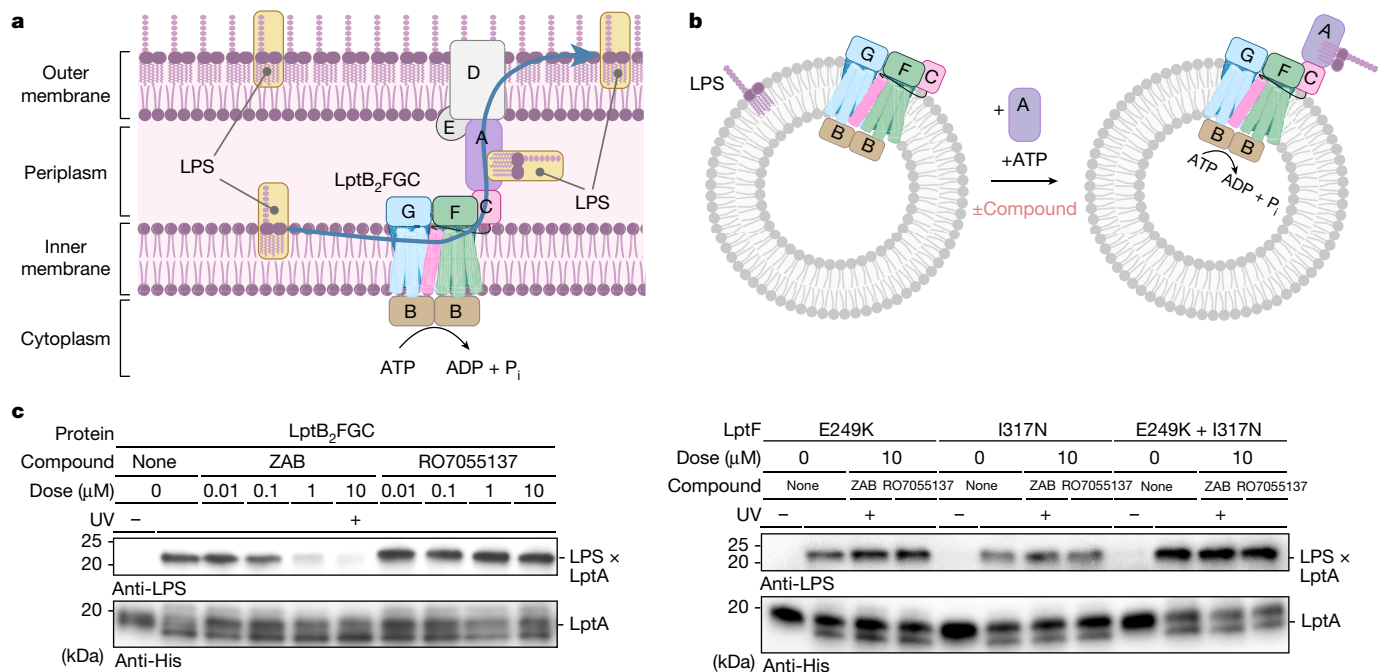 a
Outer
membrane
Periplasm
Inner
membrane
Cytoplasm
LPS
LptB2FGC
D
E
A
LPS
G
F
C
B
B
ATP
ADP + Pi
b
LPS
G
F
C
B
B
+
A
+ATP
±Compound
A
G
F
C
B
B
ATP
ADP + Pi
c
Protein
LptB2FGC
Compound
None
ZAB
RO7055137
Dose (μM)
0
0.01
0.1
1
10
0.01
0.1
1
10
UV
–
+
25
20
LPS ×
LptA
Anti-LPS
20
LptA
(kDa)
Anti-His
LptF
E249K
I317N
E249K + I317N
Dose (μM)
0
10
0
10
0
10
Compound
None
ZAB
RO7055137
None
ZAB
RO7055137
None
ZAB
RO7055137
UV
–
+
–
+
–
+
25
20
LPS ×
LptA
Anti-LPS
20
LptA
(kDa)
Anti-His